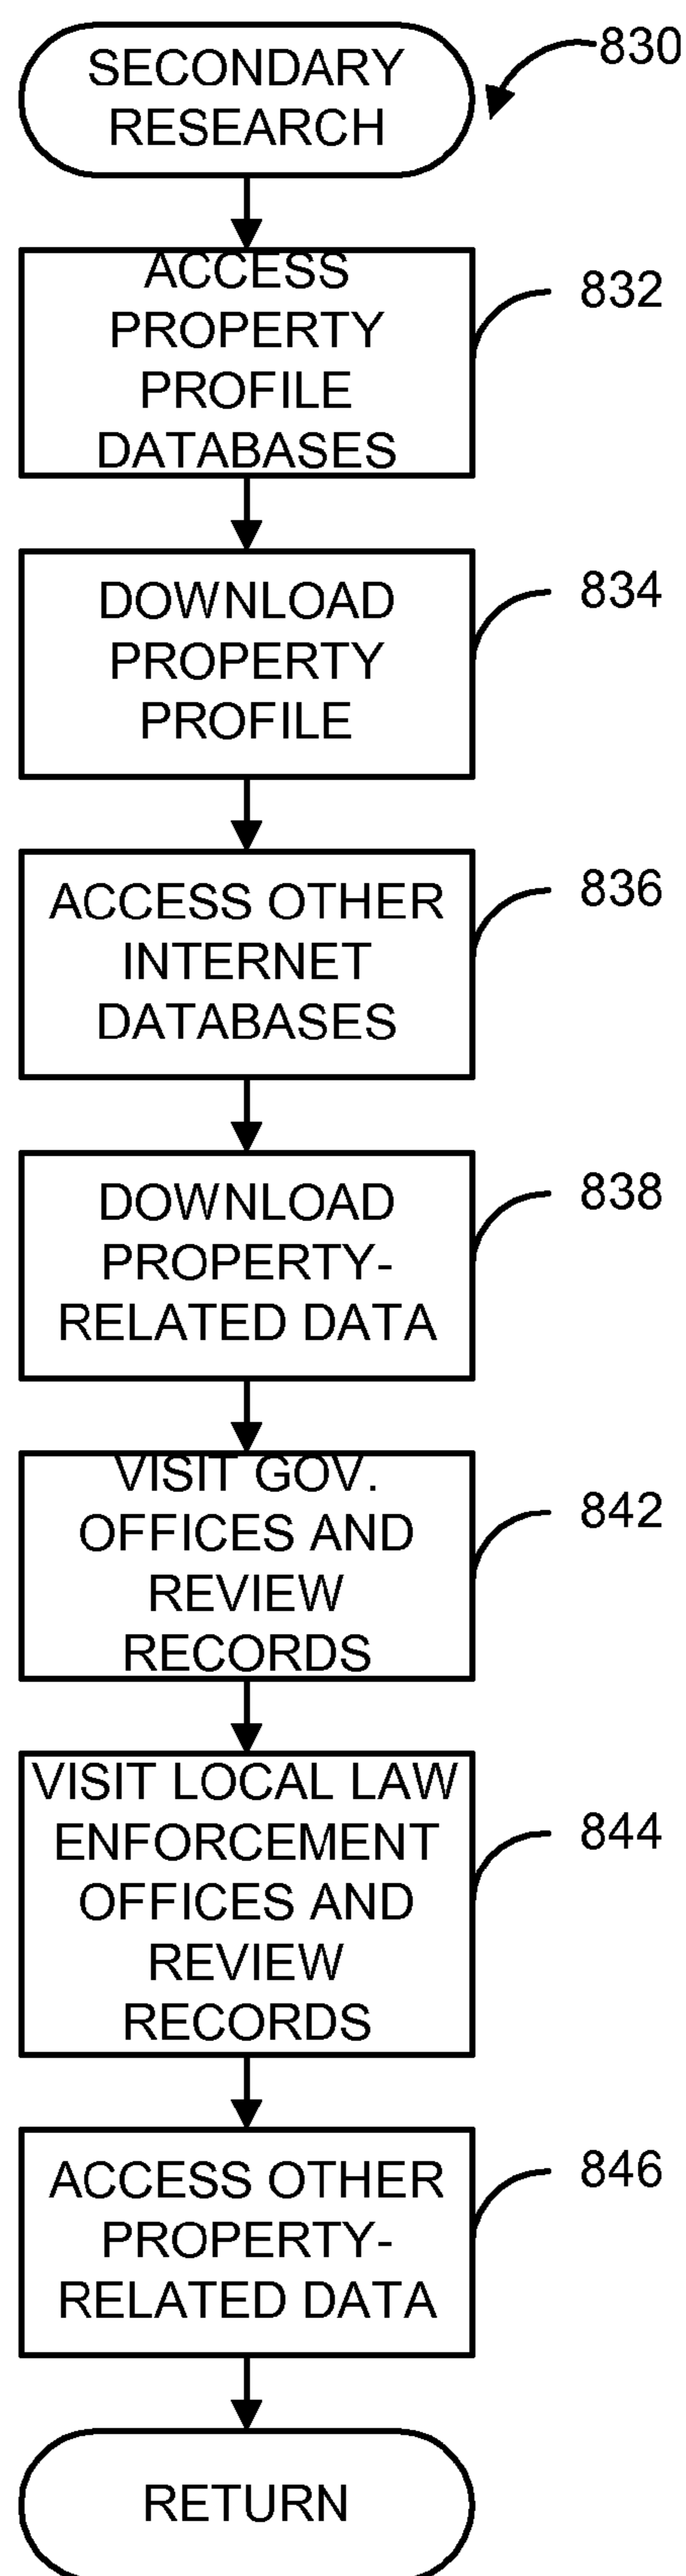 SECONDARY
RESEARCH
830
ACCESS
PROPERTY
PROFILE
DATABASES
832
DOWNLOAD
PROPERTY
PROFILE
834
ACCESS OTHER
INTERNET
DATABASES
836
DOWNLOAD
PROPERTY-
RELATED DATA
838
VISIT GOV.
OFFICES AND
REVIEW
RECORDS
842
VISIT LOCAL LAW
ENFORCEMENT
OFFICES AND
REVIEW
RECORDS
844
ACCESS OTHER
PROPERTY-
RELATED DATA
846
RETURN